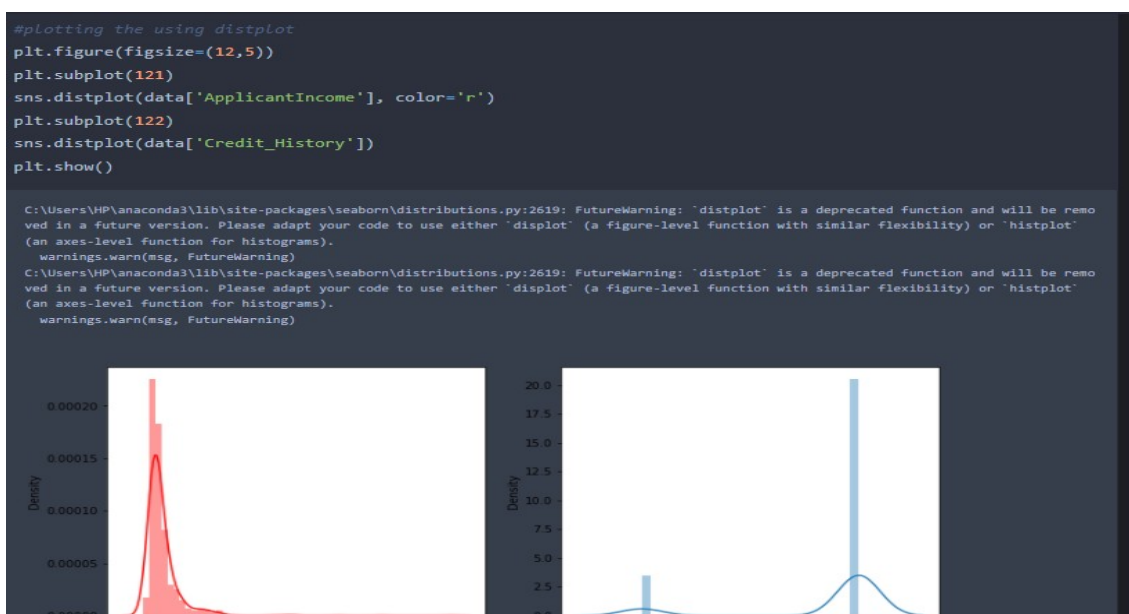 #plotting the using distplot
plt.figure(figsize=(12,5))
plt.subplot(121)
sns.distplot(data['ApplicantIncome'], color='r')
plt.subplot(122)
sns.distplot(data['Credit_History'])
plt.show()
C:\Users\HP\anaconda3\lib\site-packages\seaborn\distributions.py:2619: FutureWarning: `distplot` is a deprecated function and will be remo
ved in a future version. Please adapt your code to use either `displot` (a figure-level function with similar flexibility) or `histplot`
(an axes-level function for histograms).
warnings.warn(msg, FutureWarning)
C:\Users\HP\anaconda3\lib\site-packages\seaborn\distributions.py:2619: FutureWarning: `distplot` is a deprecated function and will be remo
ved in a future version. Please adapt your code to use either `displot` (a figure-level function with similar flexibility) or `histplot`
(an axes-level function for histograms).
warnings.warn(msg, FutureWarning)
0.00020
0.00015
Density
0.00010
0.00005
20.0
17.5
15.0
12.5
Density
10.0
7.5
5.0
2.5